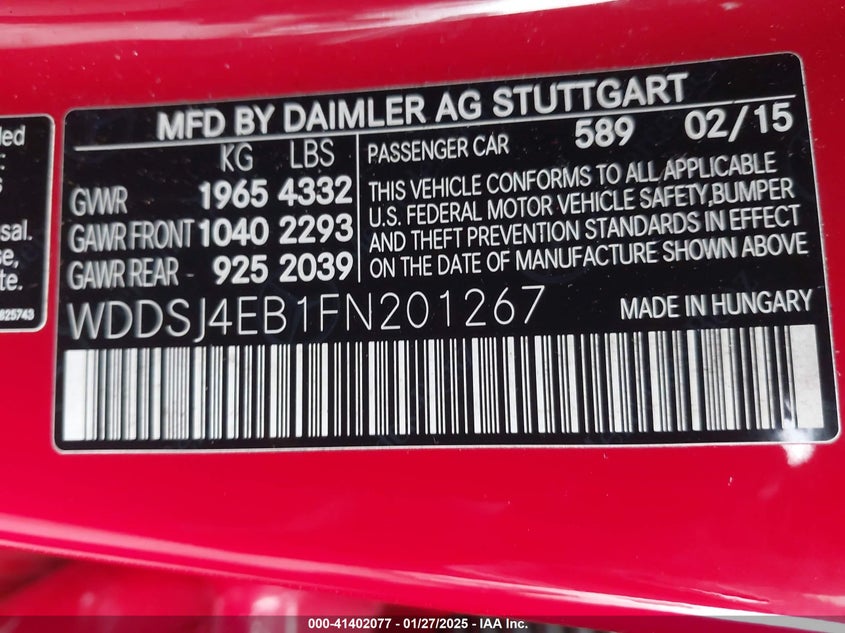 MFD BY DAIMLER AG STUTTGART
KG LBS
GVWR 1965 4332
GAWR FRONT 1040 2293
GAWR REAR - 925 2039
PASSENGER CAR 589 02/15
THIS VEHICLE CONFORMS TO ALL APPLICABLE
U.S. FEDERAL MOTOR VEHICLE SAFETY,BUMPER
AND THEFT PREVENTION STANDARDS IN EFFECT
ON THE DATE OF MANUFACTURE SHOWN ABOVE
WDDSJ4EB1FN201267 MADE IN HUNGARY
000-41402077 - 01/27/2025 - IAA Inc.